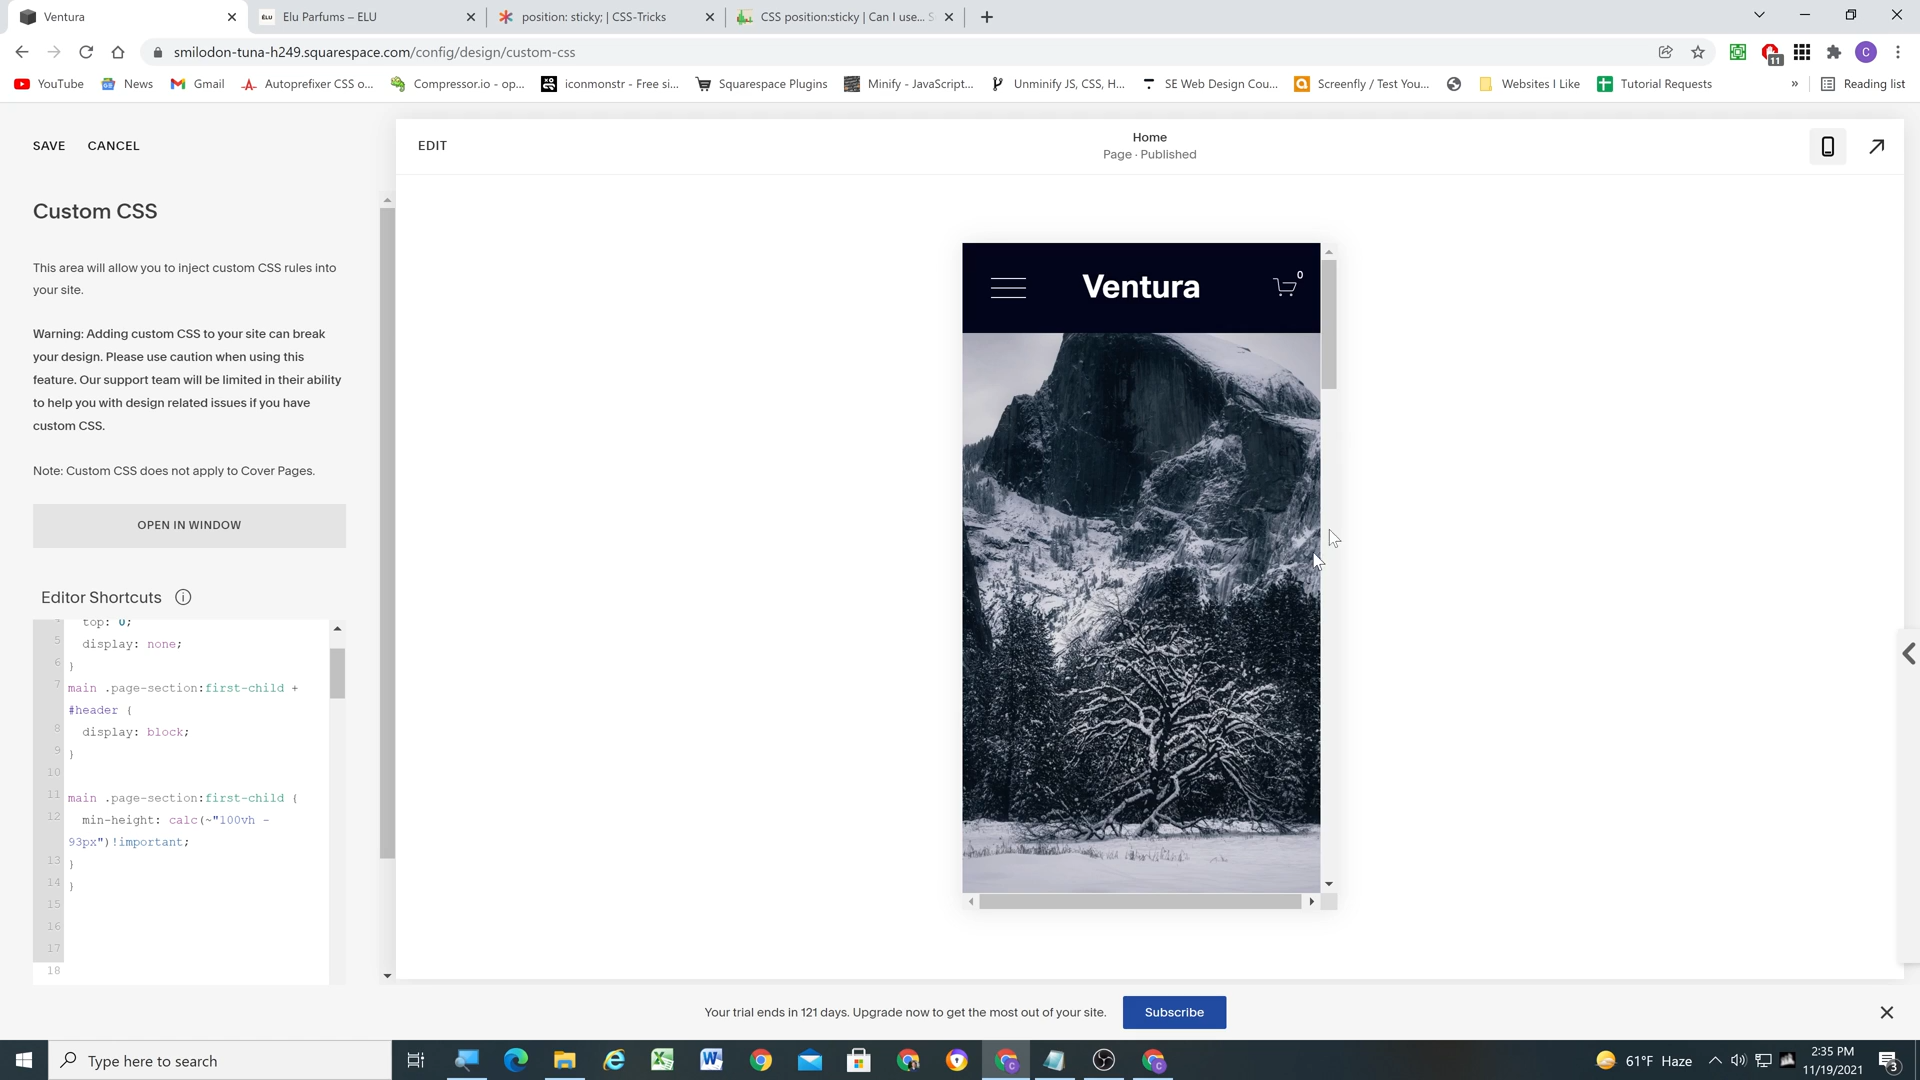 Ventura
Elu Parfums – ELU
position: sticky; | CSS-Tricks
CSS position:sticky | Can I use... S
smilodon-tuna-h249.squarespace.com/config/design/custom-css
C
11
YouTube
News
Gmail
Autoprefixer CSS o...
Compressor.io - op...
iconmonstr - Free si...
Squarespace Plugins
Minify - JavaScript...
Unminify JS, CSS, H...
SE Web Design Cou...
Screenfly / Test You...
Websites I Like
Tutorial Requests
»
Reading list
SAVE
CANCEL
EDIT
Home
Page · Published
Custom CSS
This area will allow you to inject custom CSS rules into
your site.
Warning: Adding custom CSS to your site can break
your design. Please use caution when using this
feature. Our support team will be limited in their ability
to help you with design related issues if you have
custom CSS.
Note: Custom CSS does not apply to Cover Pages.
OPEN IN WINDOW
Editor Shortcuts
top: 0;
5 display: none;
6 }
7 main .page-section:first-child +
#header {
8 display: block;
9 }
10
11 main .page-section:first-child {
12 min-height: calc(~"100vh -
93px")!important;
13 }
14 }
15
16
17
18
Ventura
0
Your trial ends in 121 days. Upgrade now to get the most out of your site.
Subscribe
Type here to search
61°F Haze
2:35 PM
11/19/2021
3